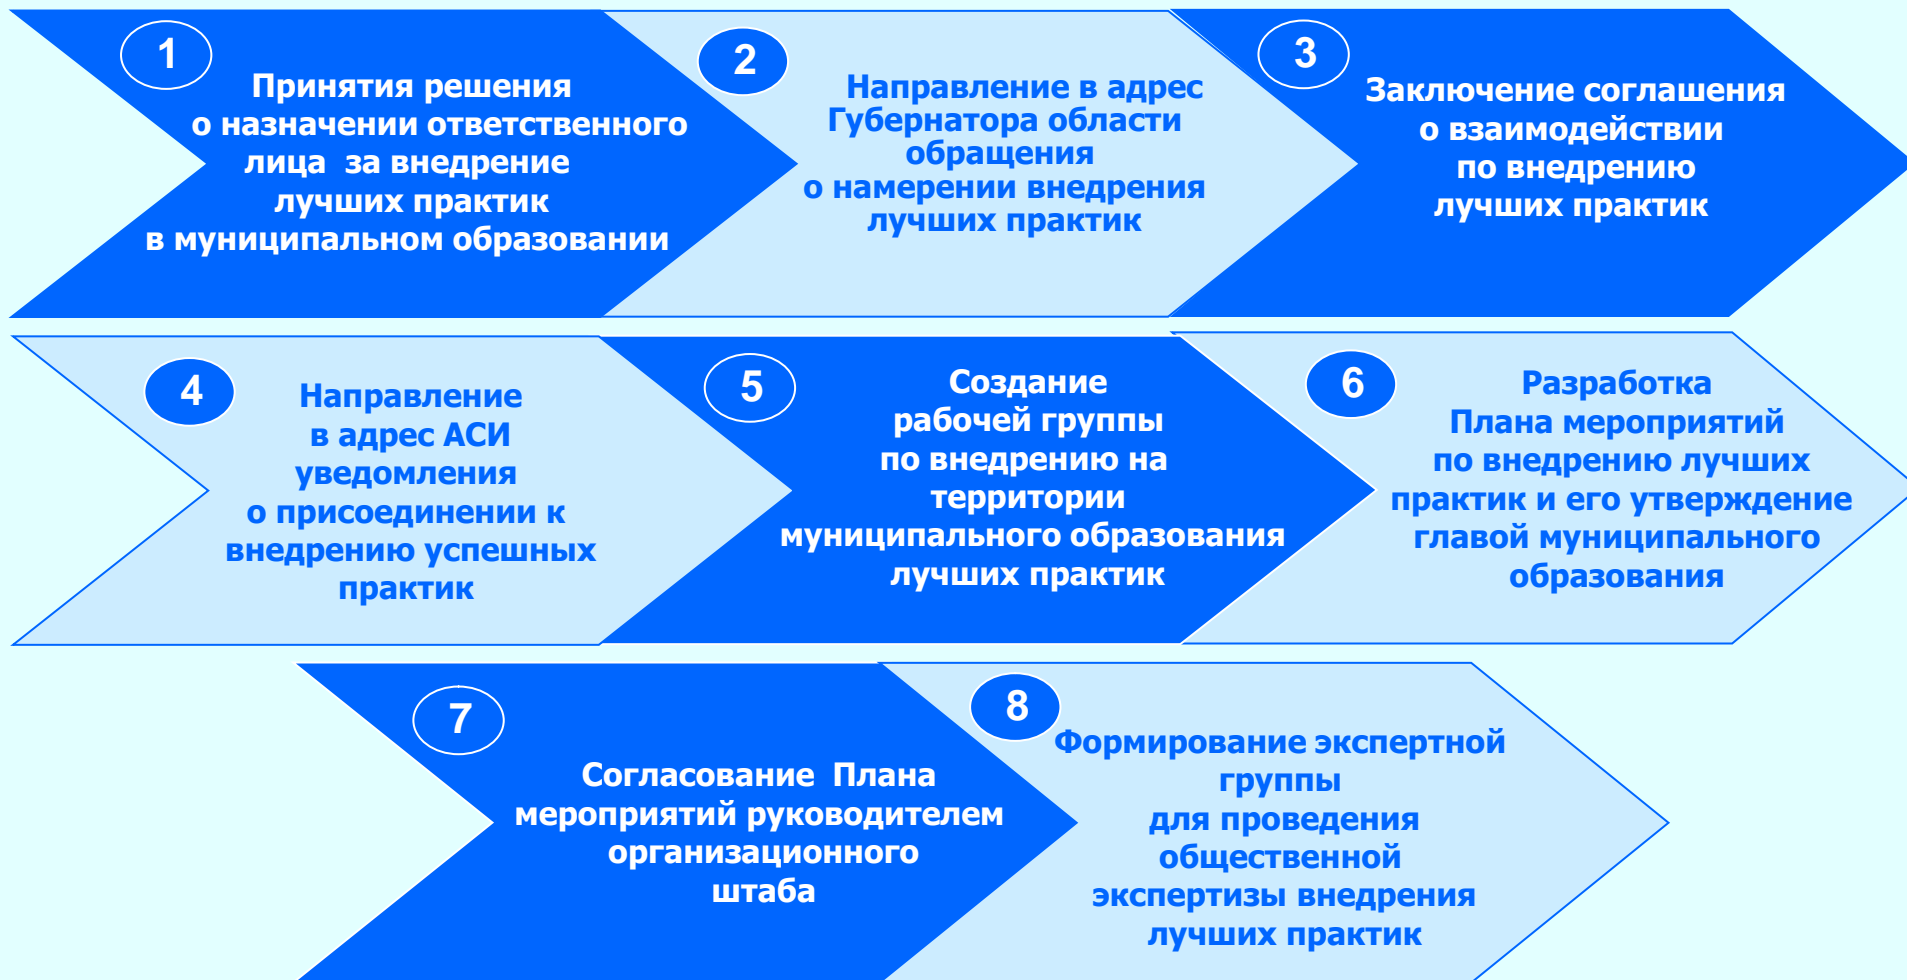 1
Принятия решения
о назначении ответственного
лица за внедрение
лучших практик
в муниципальном образовании
2
Направление в адрес
Губернатора области
обращения
о намерении внедрения
лучших практик
3
Заключение соглашения
о взаимодействии
по внедрению
лучших практик
4
Направление
в адрес АСИ
уведомления
о присоединении к
внедрению успешных
практик
5
Создание
рабочей группы
по внедрению на
территории
муниципального образования
лучших практик
6
Разработка
Плана мероприятий
по внедрению лучших
практик и его утверждение
главой муниципального
образования
7
Согласование Плана
мероприятий руководителем
организационного
штаба
8
Формирование экспертной
группы
для проведения
общественной
экспертизы внедрения
лучших практик